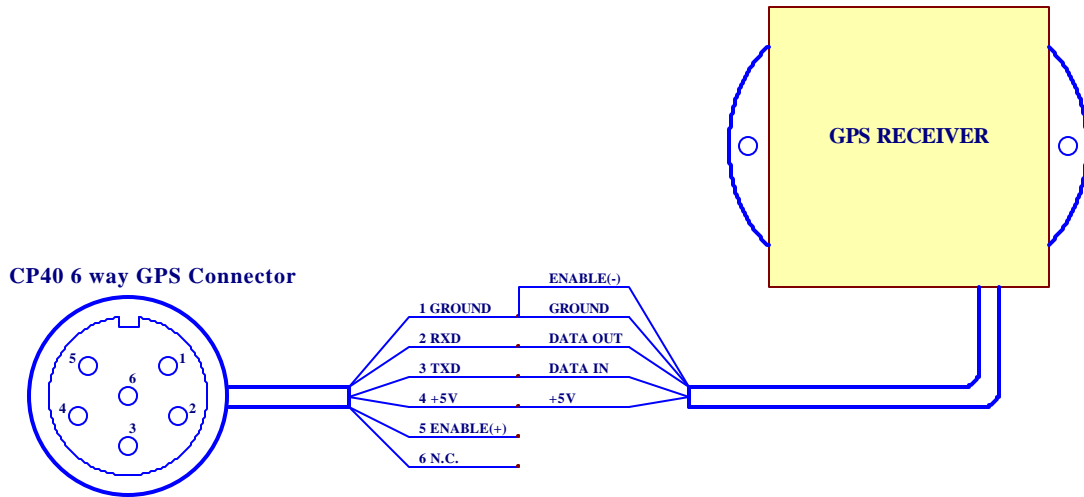 GPS RECEIVER
CP40 6 way GPS Connector
ENABLE(-)
1 GROUND GROUND
2 RXD DATA OUT
3 TXD DATA IN
4 +5V +5V
5 ENABLE(+)
6 N.C.
5
1
6
4
2
3